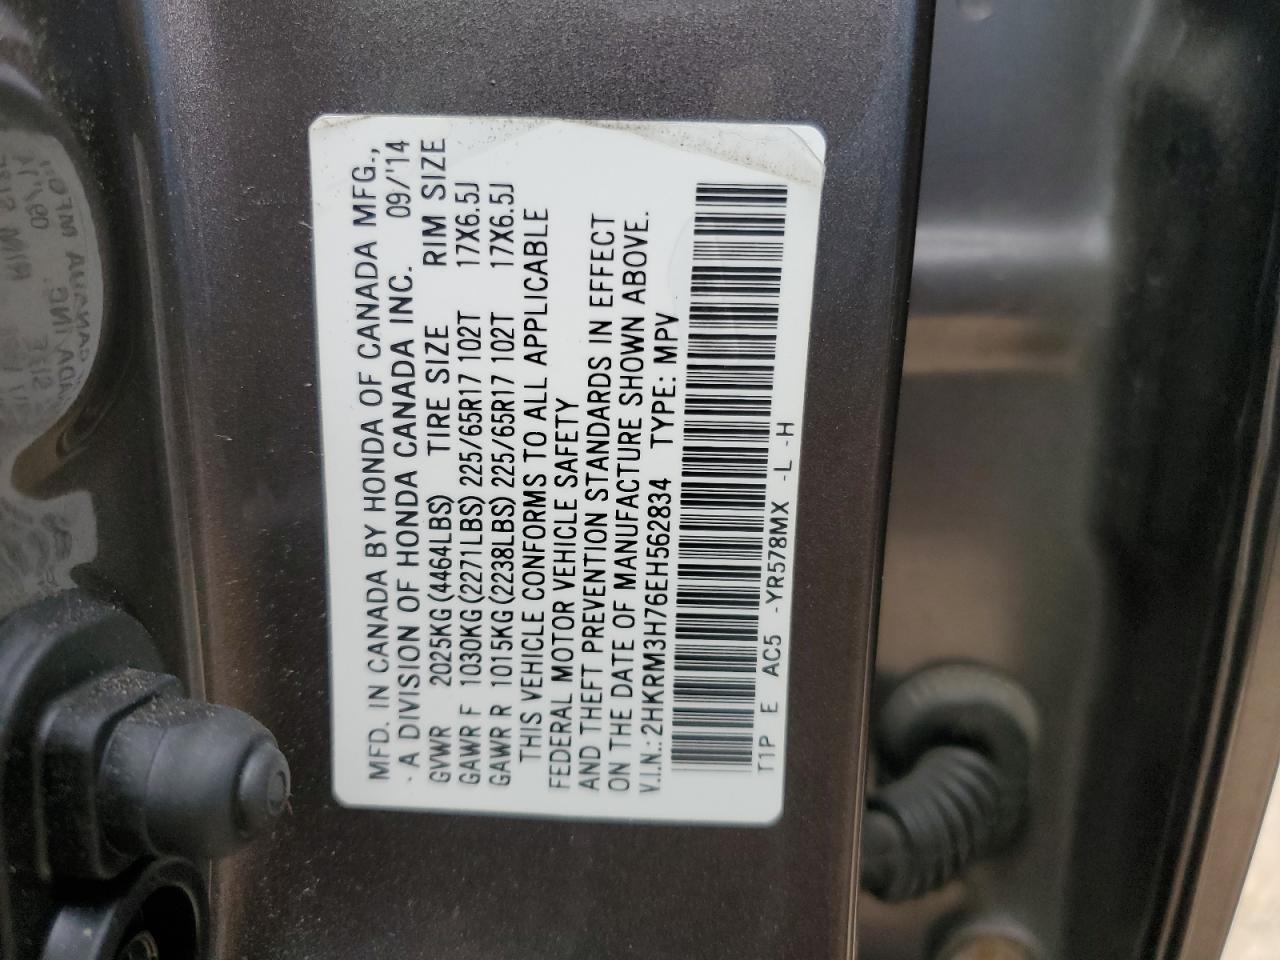 MFD. IN CANADA BY HONDA OF CANADA MFG.,
- A DIVISION OF HONDA CANADA INC. 09/'14
GVWR 2025KG (4464LBS) TIRE SIZE RIM SIZE
GAWR F 1030KG (2271LBS) 225/65R17 102T 17X6.5J
GAWR R 1015KG (2238LBS) 225/65R17 102T 17X6.5J
THIS VEHICLE CONFORMS TO ALL APPLICABLE
FEDERAL MOTOR VEHICLE SAFETY
AND THEFT PREVENTION STANDARDS IN EFFECT
ON THE DATE OF MANUFACTURE SHOWN ABOVE.
V.I.N.: 2HKRM3H76EH562834 TYPE: MPV
T1P E AC5 -YR578MX -L -H